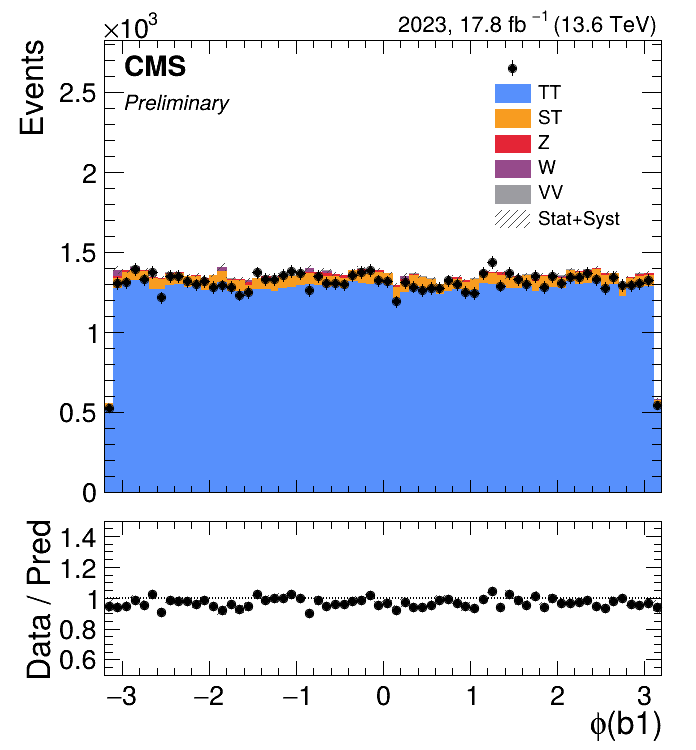 ×10³
2023, 17.8 fb⁻¹ (13.6 TeV)
Events
CMS
Preliminary
TT
ST
Z
W
VV
Stat+Syst
2.5
2
1.5
1
0.5
0
Data / Pred
1.4
1.2
1
0.8
0.6
−3
−2
−1
0
1
2
3
ϕ(b1)